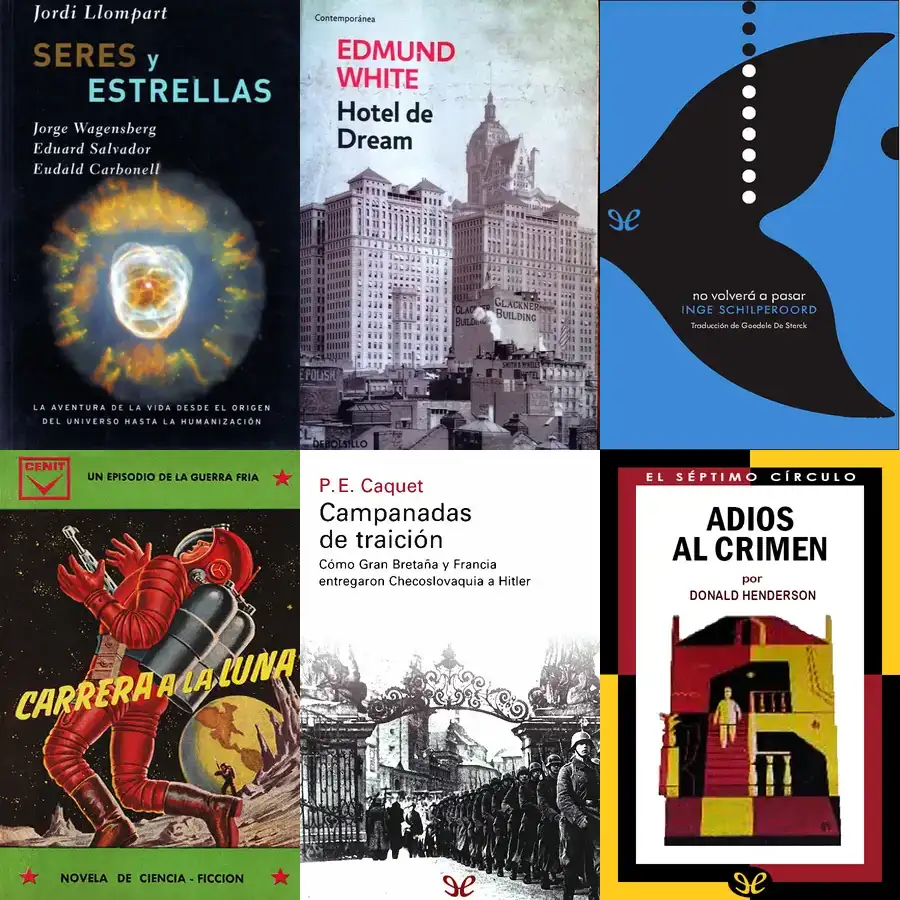 Jordi Llompart
SERES y
ESTRELLAS
Jorge Wagensberg
Eduard Salvador
Eudald Carbonell
LA AVENTURA DE LA VIDA DESDE EL ORIGEN
DEL UNIVERSO HASTA LA HUMANIZACIÓN
Contemporánea
EDMUND
WHITE
Hotel de
Dream
GLACKNER
BUILDING
GLACKNER
BUILDING
POLISH
DEBOLSILLO
no volverá a pasar
INGE SCHILPEROORD
Traducción de Goedele De Sterck
CENIT
UN EPISODIO DE LA GUERRA FRIA
CARRERA A LA LUNA
NOVELA DE CIENCIA - FICCION
P.E. Caquet
Campanadas
de traición
Cómo Gran Bretaña y Francia
entregaron Checoslovaquia a Hitler
EL SÉPTIMO CÍRCULO
ADIOS
AL CRIMEN
por
DONALD HENDERSON